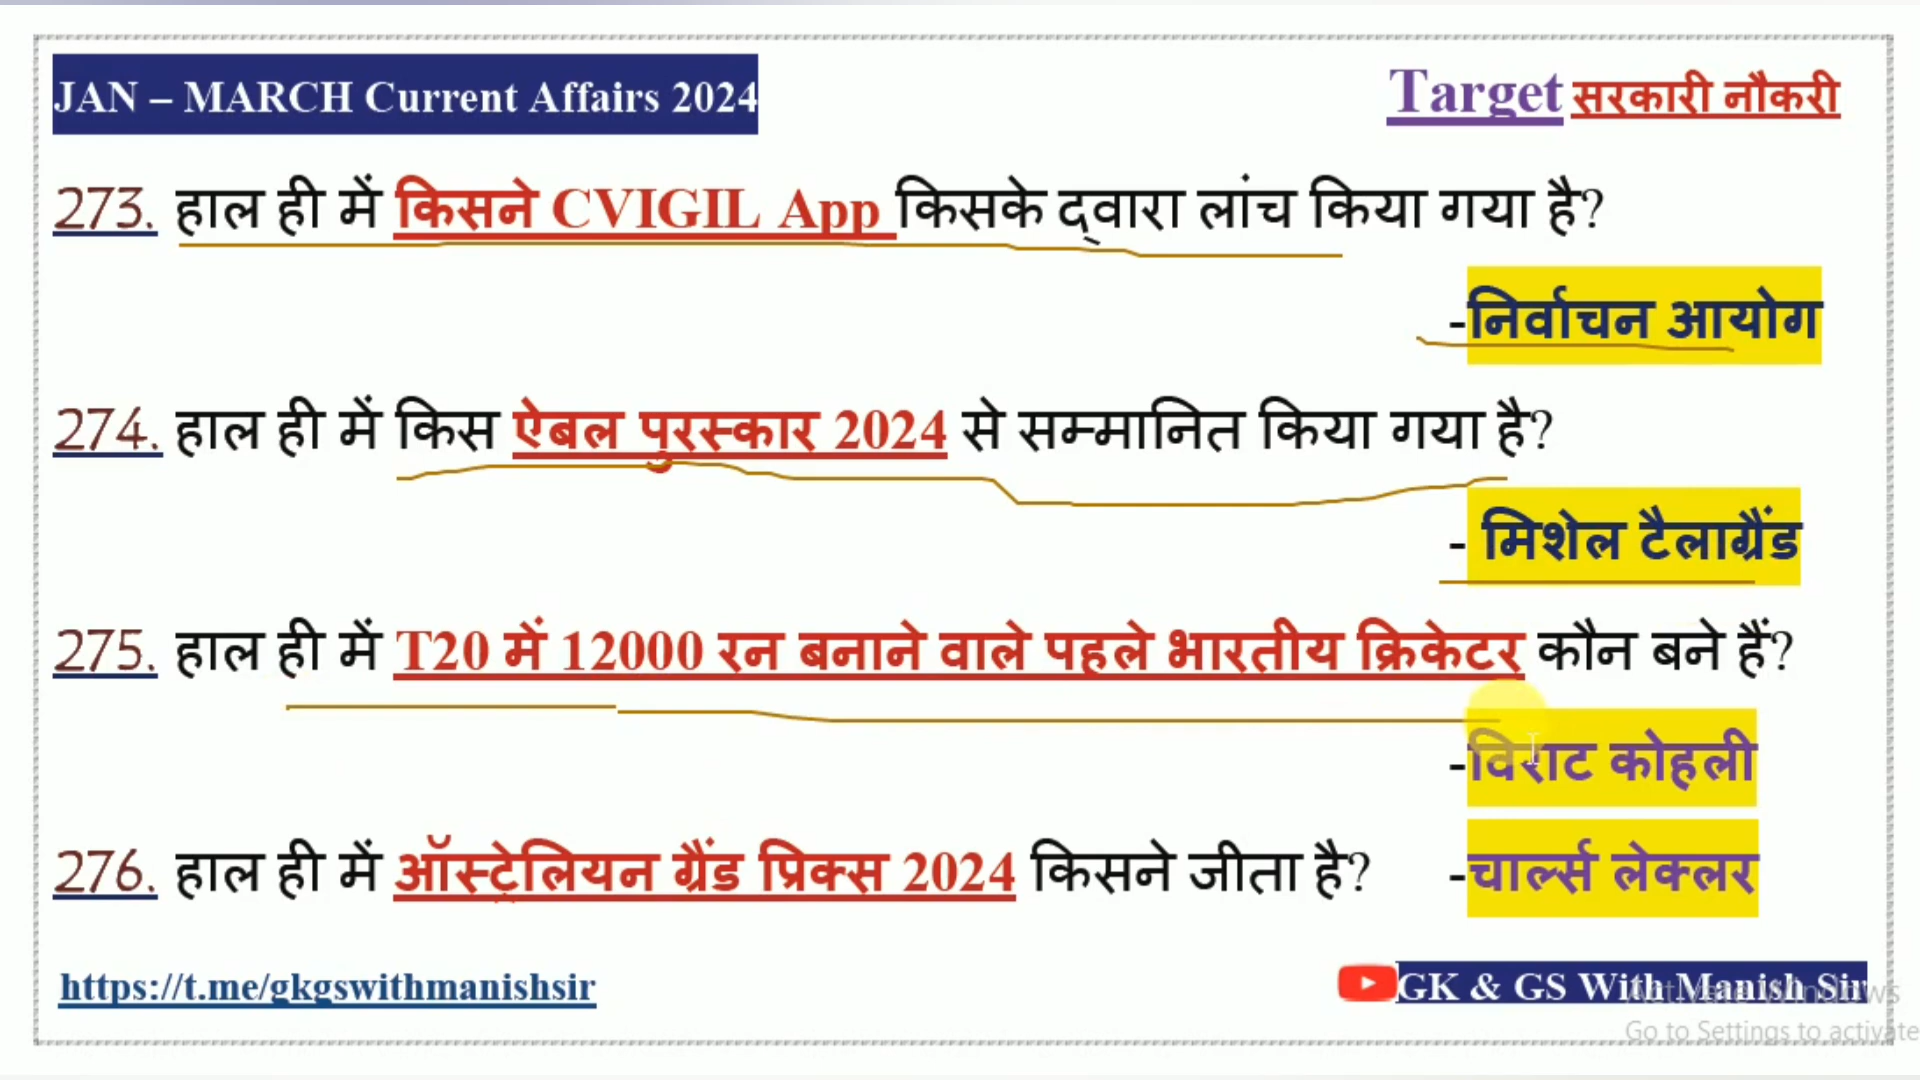 JAN – MARCH Current Affairs 2024
Target सरकारी नौकरी
273. हाल ही में किसने CVIGIL App किसके द्वारा लांच किया गया है?
-निर्वाचन आयोग
274. हाल ही में किस ऐबल पुरस्कार 2024 से सम्मानित किया गया है?
- मिशेल टैलाग्रैंड
275. हाल ही में T20 में 12000 रन बनाने वाले पहले भारतीय क्रिकेटर कौन बने हैं?
-विराट कोहली
276. हाल ही में ऑस्ट्रेलियन ग्रैंड प्रिक्स 2024 किसने जीता है? -चार्ल्स लेक्लर
https://t.me/gkgswithmanishsir
GK & GS With Manish Sir
Activate Windows
Go to Settings to activate